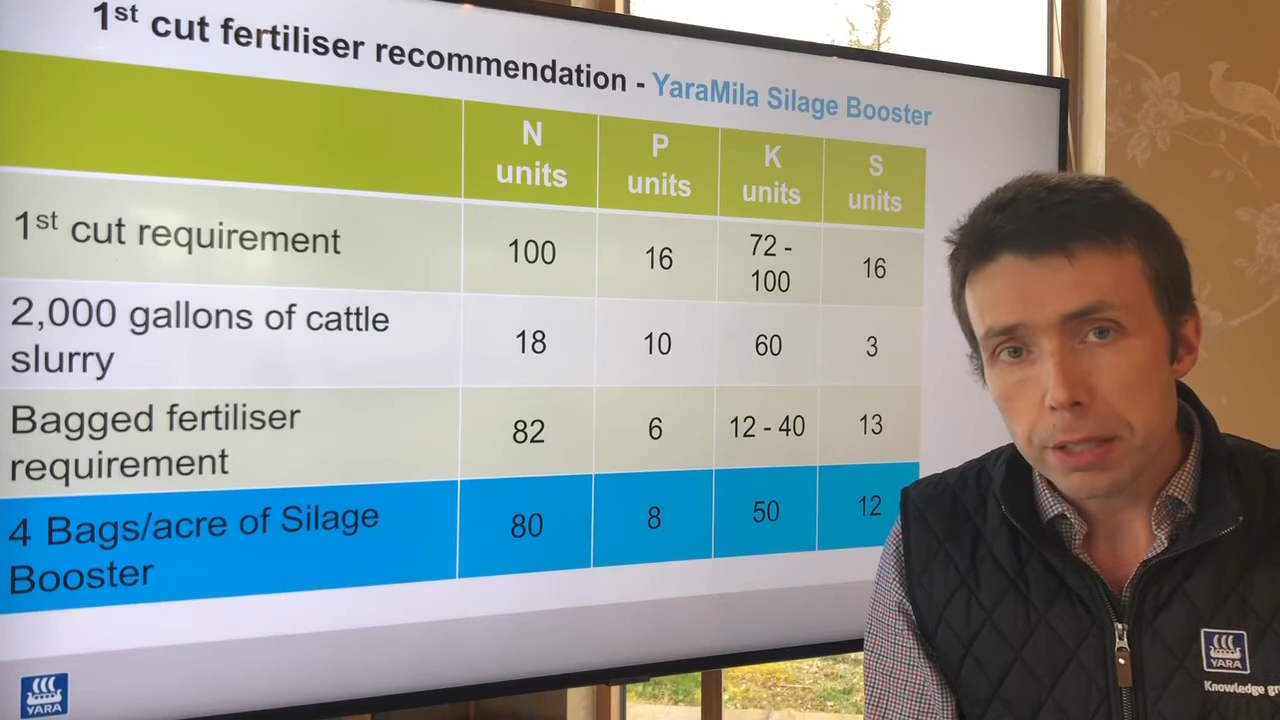 1st cut fertiliser recommendation - YaraMila Silage Booster
N units P units K units S units
1st cut requirement 100 16 72 - 100 16
2,000 gallons of cattle slurry 18 10 60 3
Bagged fertiliser requirement 82 6 12 - 40 13
4 Bags/acre of Silage Booster 80 8 50 12
YARA
YARA
Knowledge